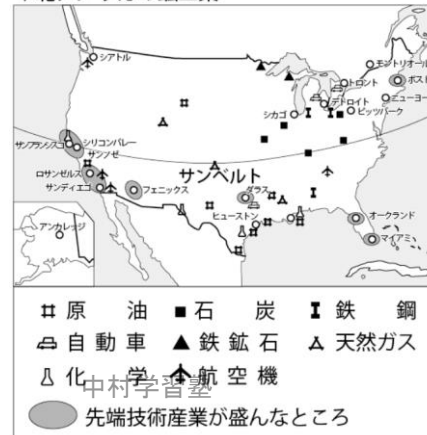 シアトル
モントリオール
トロント
ボスト
デトロイト
ニューヨー
シカゴ
ピッツバーグ
サンフランシスコ
シリコンバレー
サンノゼ
サンベルト
ロサンゼルス
サンディエゴ
フェニックス
ダラス
ヒューストン
オークランド
マイアミ
アンカレッジ
原油 石炭 鉄鋼
自動車 鉄鉱石 天然ガス
化学 航空機
中村学習塾
先端技術産業が盛んなところ